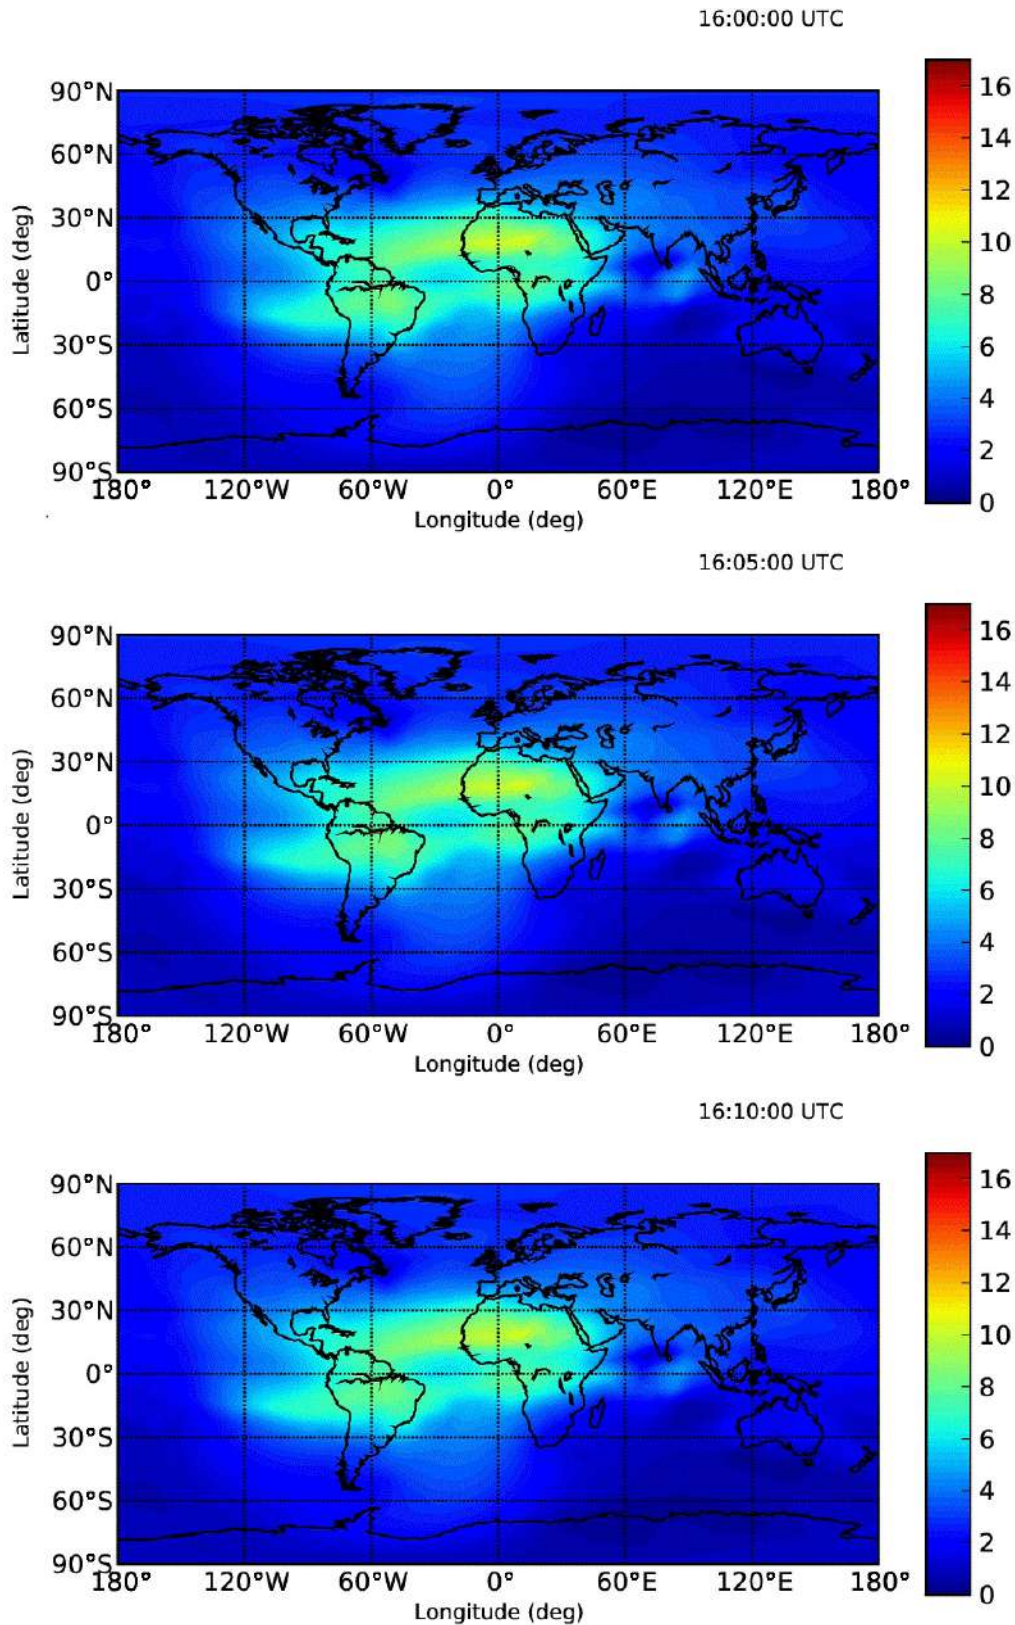 16:00:00 UTC
90°N
60°N
30°N
0°
30°S
60°S
90°S
Latitude (deg)
180° 120°W 60°W 0° 60°E 120°E 180°
Longitude (deg)
16
14
12
10
8
6
4
2
0
16:05:00 UTC
90°N
60°N
30°N
0°
30°S
60°S
90°S
Latitude (deg)
180° 120°W 60°W 0° 60°E 120°E 180°
Longitude (deg)
16
14
12
10
8
6
4
2
0
16:10:00 UTC
90°N
60°N
30°N
0°
30°S
60°S
90°S
Latitude (deg)
180° 120°W 60°W 0° 60°E 120°E 180°
Longitude (deg)
16
14
12
10
8
6
4
2
0